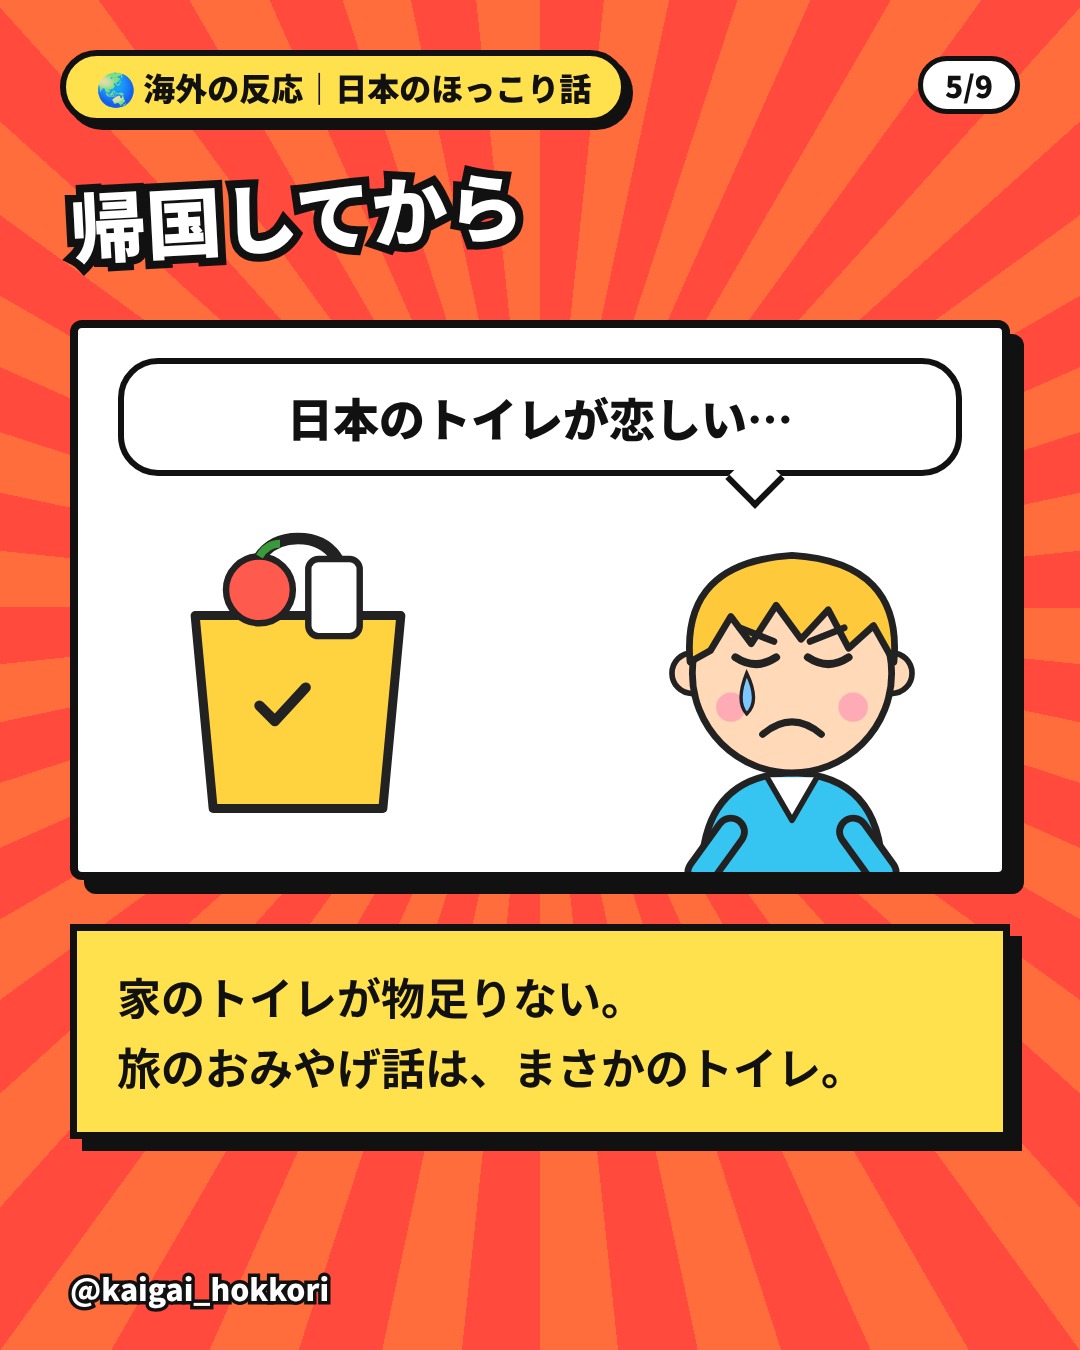 🌏 海外の反応｜日本のほっこり話
5/9
帰国してから
日本のトイレが恋しい…
家のトイレが物足りない。
旅のおみやげ話は、まさかのトイレ。
@kaigai_hokkori